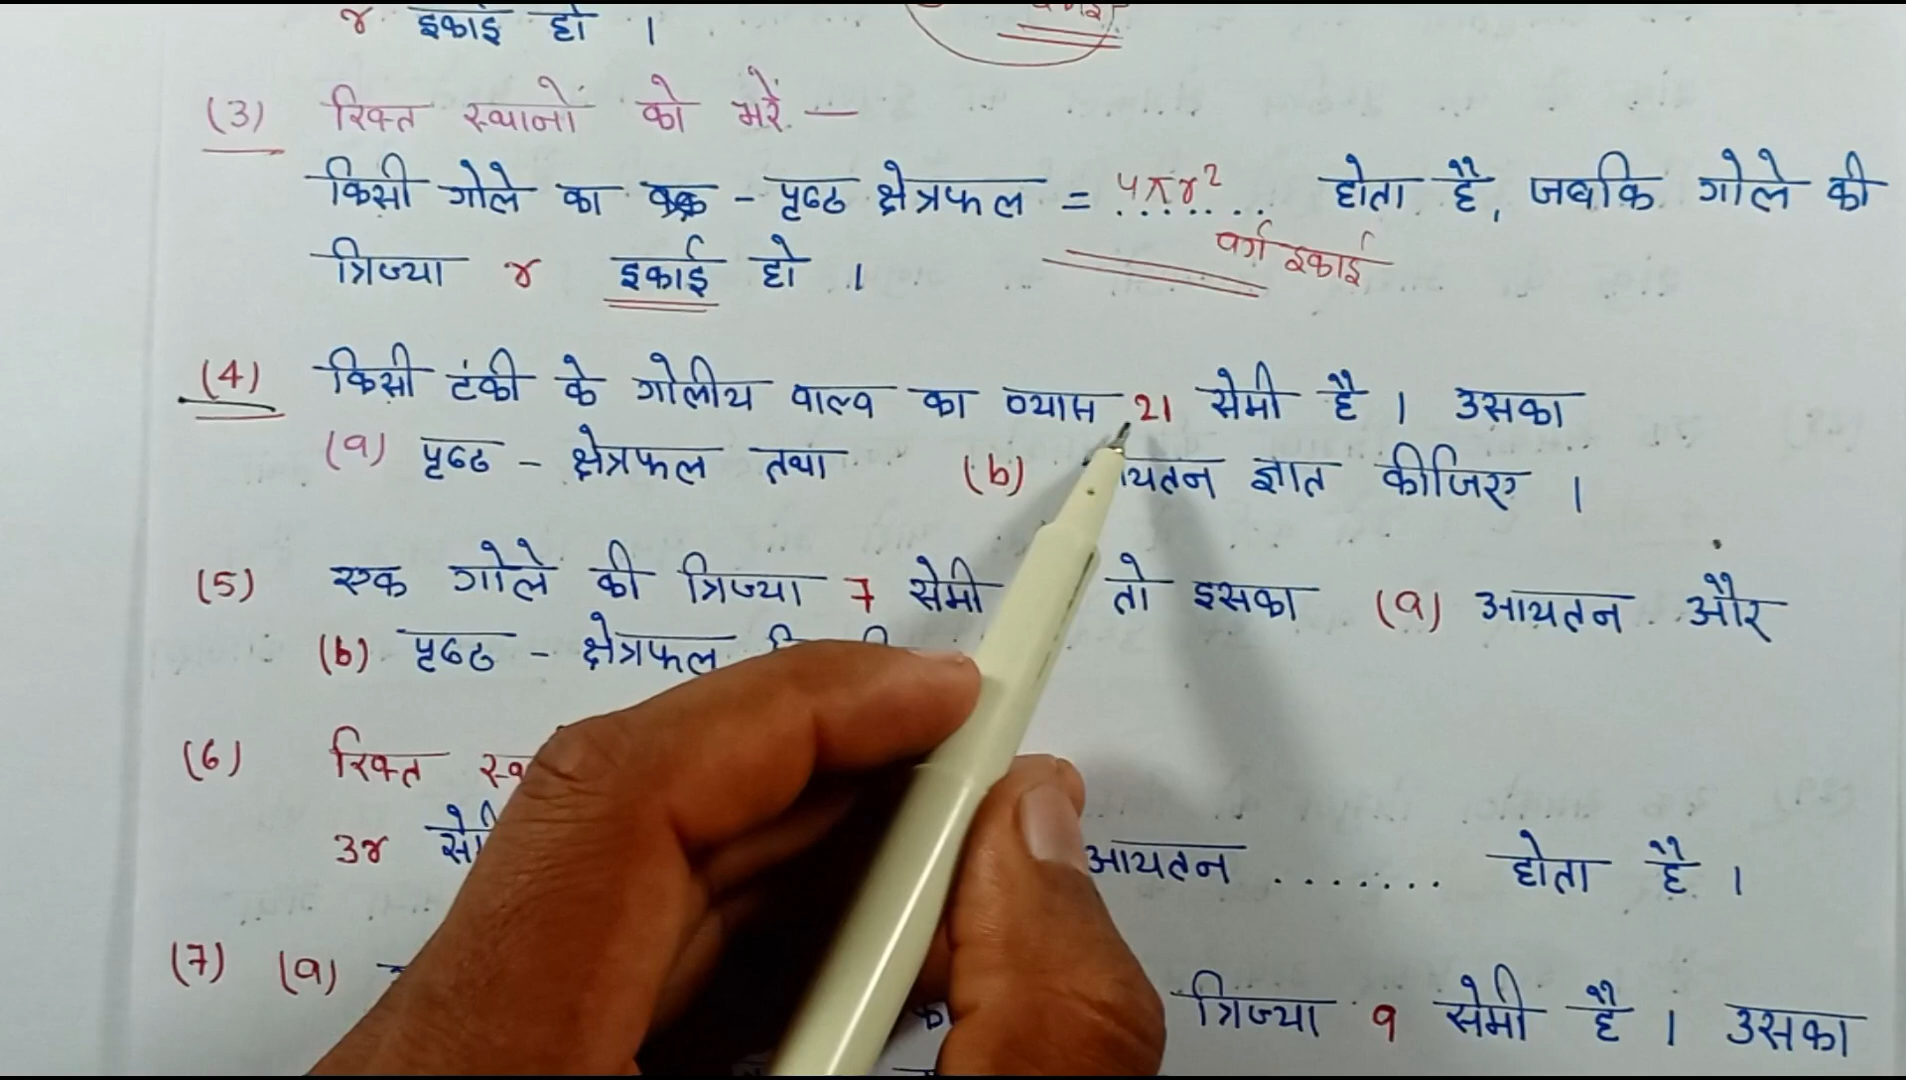 r इकाई हो ।
(3) रिक्त स्थानों को भरें —
किसी गोले का वक्र - पृष्ठ क्षेत्रफल = 4πr² होता है, जबकि गोले की
वर्ग इकाई
त्रिज्या r इकाई हो ।
(4) किसी टंकी के गोलीय वाल्व का व्यास 21 सेमी है । उसका
(a) पृष्ठ - क्षेत्रफल तथा (b) यतन ज्ञात कीजिए ।
(5) एक गोले की त्रिज्या 7 सेमी तो इसका (a) आयतन और
(b) पृष्ठ - क्षेत्रफल
(6) रिक्त
3r आयतन ....... होता है ।
(7) (a) त्रिज्या 9 सेमी है । उसका